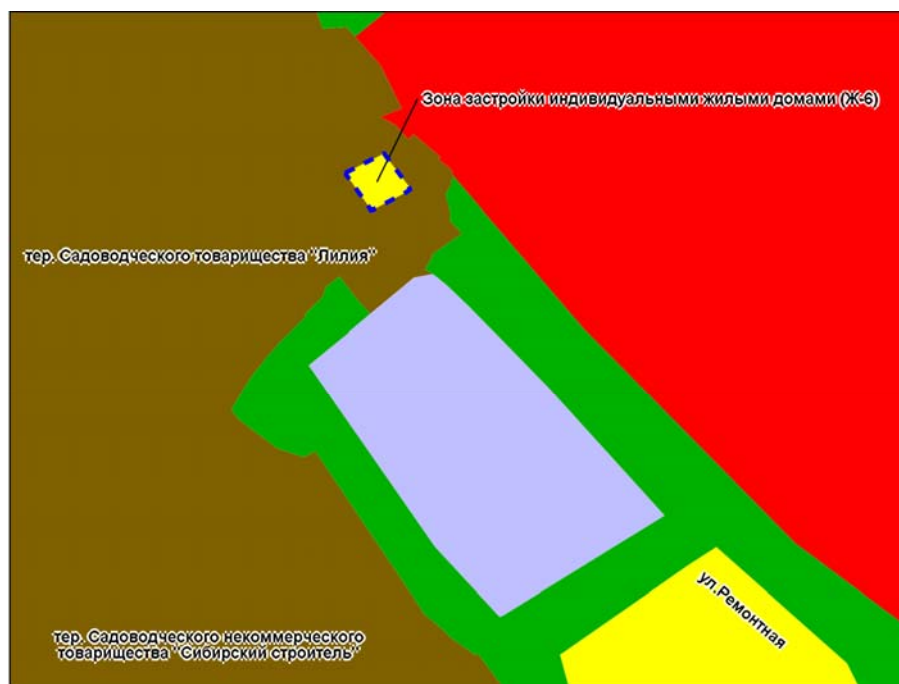 Зона застройки индивидуальными жилыми домами (Ж-6)
тер. Садоводческого товарищества "Лилия"
ул.Ремонтная
тер. Садоводческого некоммерческого
товарищества "Сибирский строитель"